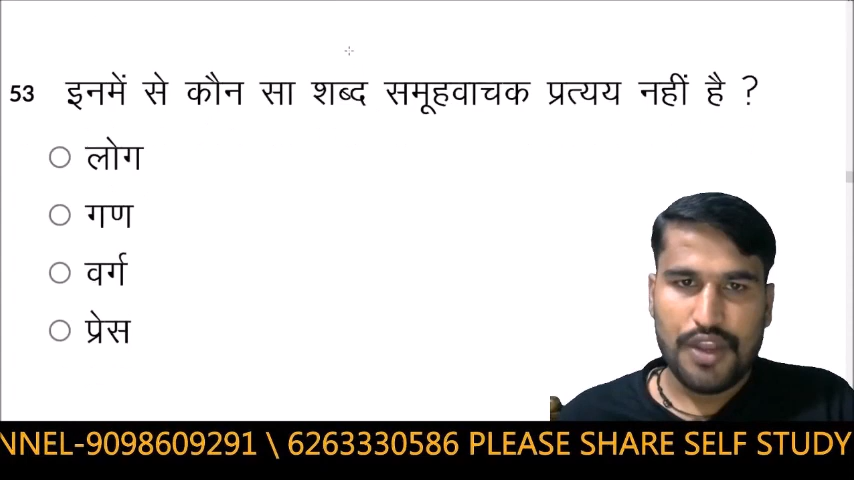 53 इनमें से कौन सा शब्द समूहवाचक प्रत्यय नहीं है ?
लोग
गण
वर्ग
प्रेस
NNEL-9098609291 \ 6263330586 PLEASE SHARE SELF STUDY